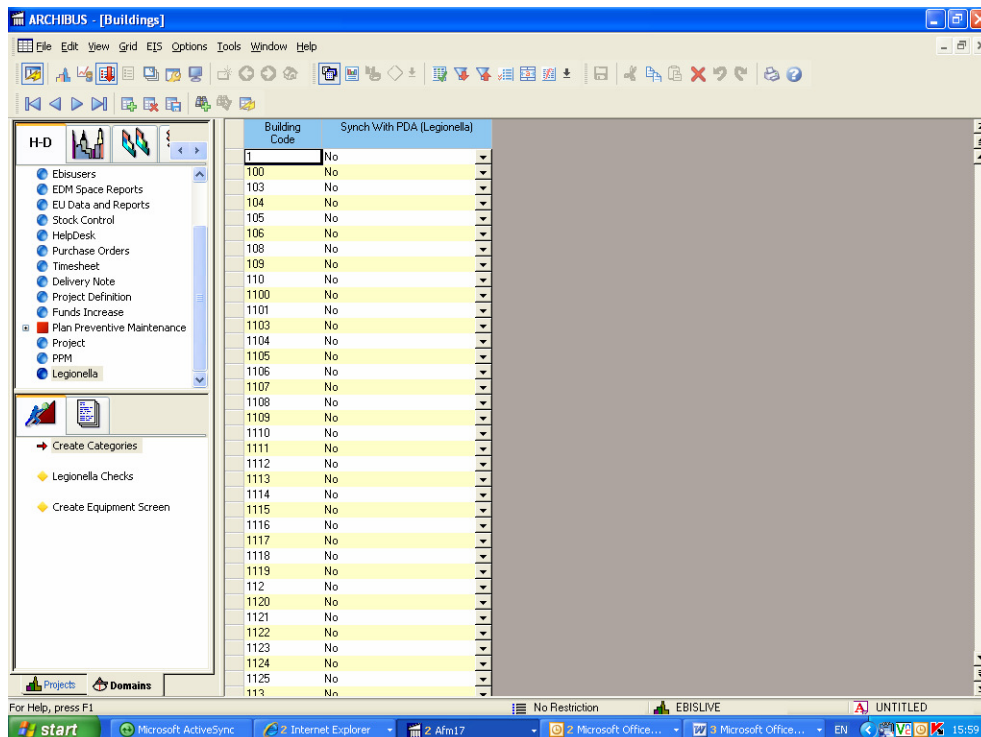 ARCHIBUS - [Buildings]
File Edit View Grid EIS Options Tools Window Help
H-D
Ebisusers
EDM Space Reports
EU Data and Reports
Stock Control
HelpDesk
Purchase Orders
Timesheet
Delivery Note
Project Definition
Funds Increase
Plan Preventive Maintenance
Project
PPM
Legionella
Create Categories
Legionella Checks
Create Equipment Screen
Projects Domains
Building Code Synch With PDA (Legionella)
1 No
100 No
103 No
104 No
105 No
106 No
108 No
109 No
110 No
1100 No
1101 No
1103 No
1104 No
1105 No
1106 No
1107 No
1108 No
1109 No
1110 No
1111 No
1112 No
1113 No
1114 No
1115 No
1116 No
1117 No
1118 No
1119 No
112 No
1120 No
1121 No
1122 No
1123 No
1124 No
1125 No
113 No
For Help, press F1 No Restriction EBISLIVE UNTITLED
start Microsoft ActiveSync 2 Internet Explorer 2 Afm17 2 Microsoft Office... 3 Microsoft Office... EN 15:59